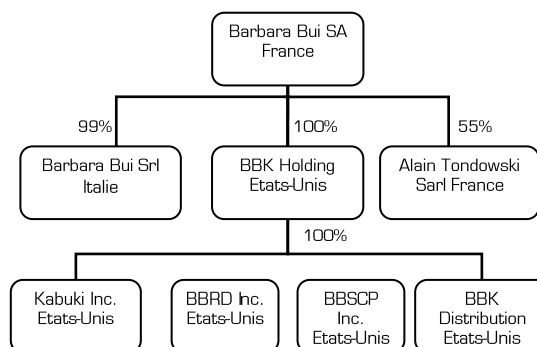 Barbara Bui SA
France
99%
100%
55%
Barbara Bui Srl
Italie
BBK Holding
Etats-Unis
Alain Tondowski
Sarl France
100%
Kabuki Inc.
Etats-Unis
BBRD Inc.
Etats-Unis
BBSCP
Inc.
Etats-Unis
BBK
Distribution
Etats-Unis